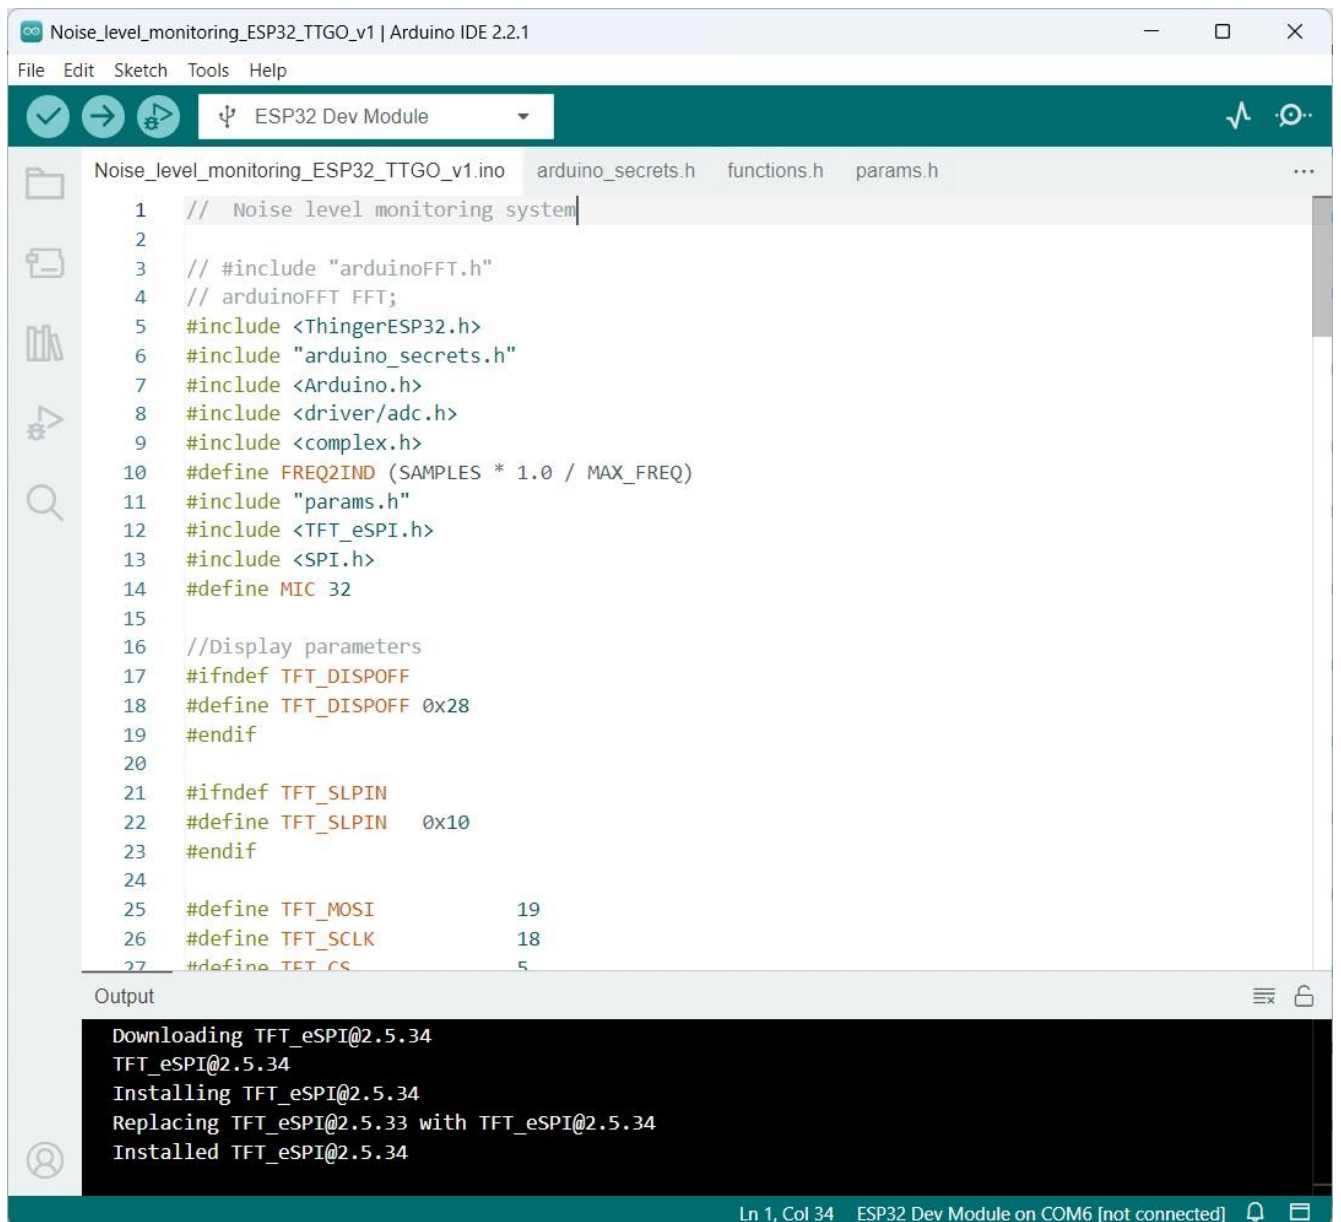 Noise_level_monitoring_ESP32_TTGO_v1 | Arduino IDE 2.2.1
File Edit Sketch Tools Help
ESP32 Dev Module
Noise_level_monitoring_ESP32_TTGO_v1.ino arduino_secrets.h functions.h params.h ...
1 // Noise level monitoring system
2
3 // #include "arduinoFFT.h"
4 // arduinoFFT FFT;
5 #include <ThingerESP32.h>
6 #include "arduino_secrets.h"
7 #include <Arduino.h>
8 #include <driver/adc.h>
9 #include <complex.h>
10 #define FREQ2IND (SAMPLES * 1.0 / MAX_FREQ)
11 #include "params.h"
12 #include <TFT_eSPI.h>
13 #include <SPI.h>
14 #define MIC 32
15
16 //Display parameters
17 #ifndef TFT_DISPOFF
18 #define TFT_DISPOFF 0x28
19 #endif
20
21 #ifndef TFT_SLPIN
22 #define TFT_SLPIN 0x10
23 #endif
24
25 #define TFT_MOSI 19
26 #define TFT_SCLK 18
27 #define TFT_CS 5
Output
Downloading TFT_eSPI@2.5.34
TFT_eSPI@2.5.34
Installing TFT_eSPI@2.5.34
Replacing TFT_eSPI@2.5.33 with TFT_eSPI@2.5.34
Installed TFT_eSPI@2.5.34
Ln 1, Col 34 ESP32 Dev Module on COM6 [not connected]